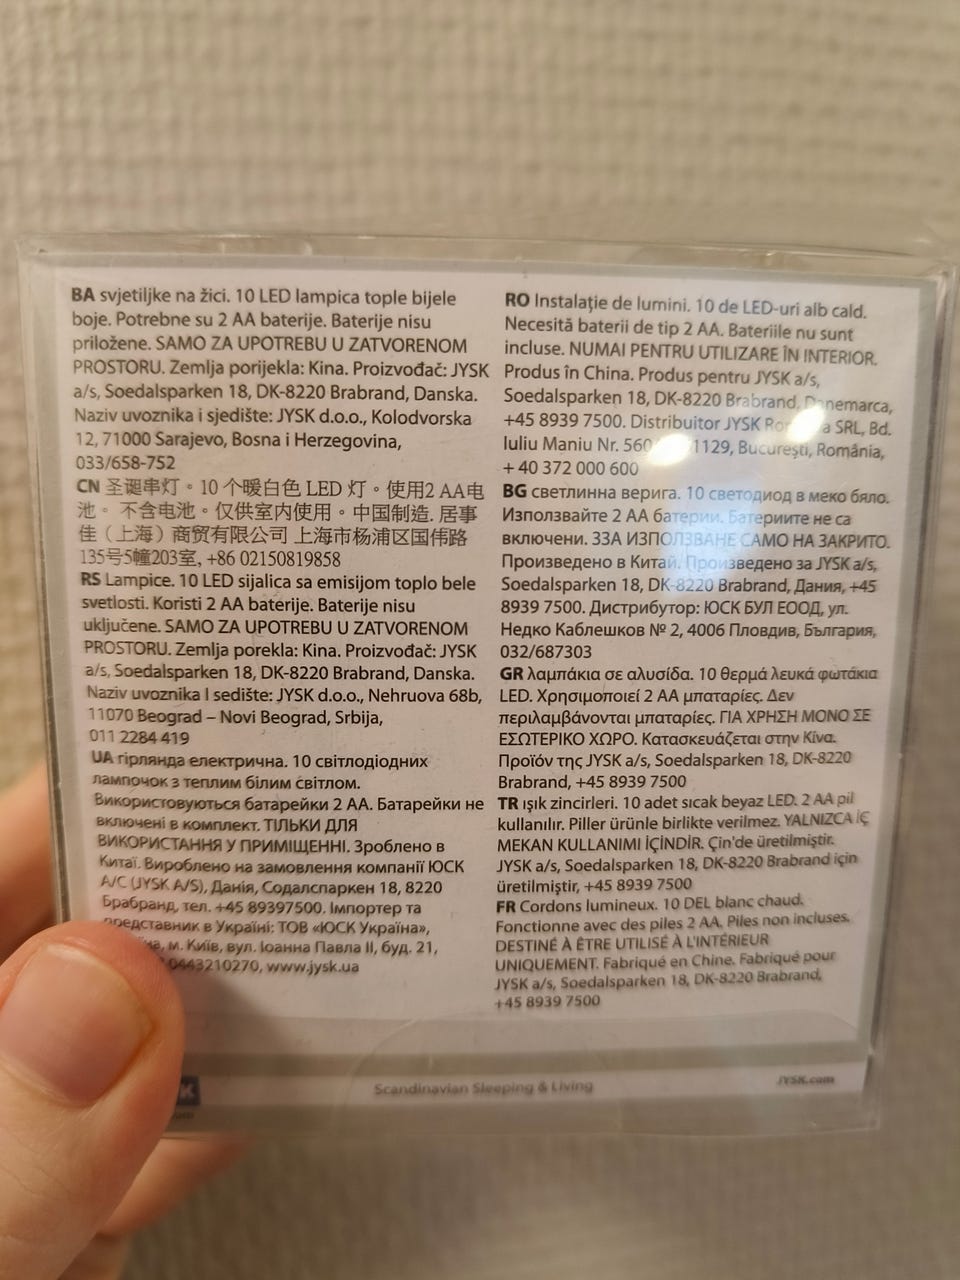 BA svjetiljke na žici. 10 LED lampica tople bijele
boje. Potrebne su 2 AA baterije. Baterije nisu
priložene. SAMO ZA UPOTREBU U ZATVORENOM
PROSTORU. Zemlja porijekla: Kina. Proizvođač: JYSK
a/s, Soedalsparken 18, DK-8220 Brabrand, Danska.
Naziv uvoznika i sjedište: JYSK d.o.o., Kolodvorska
12, 71000 Sarajevo, Bosna i Herzegovina,
033/658-752
CN 圣诞串灯。10 个暖白色 LED 灯。使用2 AA电
池。 不含电池。仅供室内使用。中国制造. 居事
佳（上海）商贸有限公司 上海市杨浦区国伟路
135号5幢203室, +86 02150819858
RS Lampice. 10 LED sijalica sa emisijom toplo bele
svetlosti. Koristi 2 AA baterije. Baterije nisu
uključene. SAMO ZA UPOTREBU U ZATVORENOM
PROSTORU. Zemlja porekla: Kina. Proizvođač: JYSK
a/s, Soedalsparken 18, DK-8220 Brabrand, Danska.
Naziv uvoznika I sedište: JYSK d.o.o., Nehruova 68b,
11070 Beograd – Novi Beograd, Srbija,
011 2284 419
UA гірлянда електрична. 10 світлодіодних
лампочок з теплим білим світлом.
Використовуються батарейки 2 AA. Батарейки не
включені в комплект. ТІЛЬКИ ДЛЯ
ВИКОРИСТАННЯ У ПРИМІЩЕННІ. Зроблено в
Китаї. Вироблено на замовлення компанії ЮСК
А/С (JYSK A/S), Данія, Содалспаркен 18, 8220
Брабранд, тел. +45 89397500. Імпортер та
представник в Україні: ТОВ «ЮСК Україна»,
м. Київ, вул. Іоанна Павла II, буд. 21,
0443210270, www.jysk.ua
RO Instalație de lumini. 10 de LED-uri alb cald.
Necesită baterii de tip 2 AA. Bateriile nu sunt
incluse. NUMAI PENTRU UTILIZARE ÎN INTERIOR.
Produs în China. Produs pentru JYSK a/s,
Soedalsparken 18, DK-8220 Brabrand, Danemarca,
+45 8939 7500. Distribuitor JYSK SRL, Bd.
Iuliu Maniu Nr. 1129, București, România,
+ 40 372 000 600
BG светлинна верига. 10 светодиод в меко бяло.
Използвайте 2 AA батерии. Батериите не са
включени. ЗЗА ИЗПОЛЗВАНЕ САМО НА ЗАКРИТО.
Произведено в Китай. Произведено за JYSK a/s,
Soedalsparken 18, DK-8220 Brabrand, Дания, +45
8939 7500. Дистрибутор: ЮСК БУЛ ЕООД, ул.
Недко Каблешков № 2, 4006 Пловдив, България,
032/687303
GR λαμπάκια σε αλυσίδα. 10 θερμά λευκά φωτάκια
LED. Χρησιμοποιεί 2 AA μπαταρίες. Δεν
περιλαμβάνονται μπαταρίες. ΓΙΑ ΧΡΗΣΗ ΜΟΝΟ ΣΕ
ΕΣΩΤΕΡΙΚΟ ΧΩΡΟ. Κατασκευάζεται στην Κίνα.
Προϊόν της JYSK a/s, Soedalsparken 18, DK-8220
Brabrand, +45 8939 7500
TR ışık zincirleri. 10 adet sıcak beyaz LED. 2 AA pil
kullanılır. Piller ürünle birlikte verilmez. YALNIZCA İÇ
MEKAN KULLANIMI İÇİNDİR. Çin'de üretilmiştir.
JYSK a/s, Soedalsparken 18, DK-8220 Brabrand için
üretilmiştir, +45 8939 7500
FR Cordons lumineux. 10 DEL blanc chaud.
Fonctionne avec des piles 2 AA. Piles non incluses.
DESTINÉ À ÊTRE UTILISÉ À L'INTÉRIEUR
UNIQUEMENT. Fabriqué en Chine. Fabriqué pour
JYSK a/s, Soedalsparken 18, DK-8220 Brabrand,
+45 8939 7500
Scandinavian Sleeping & Living
JYSK.com